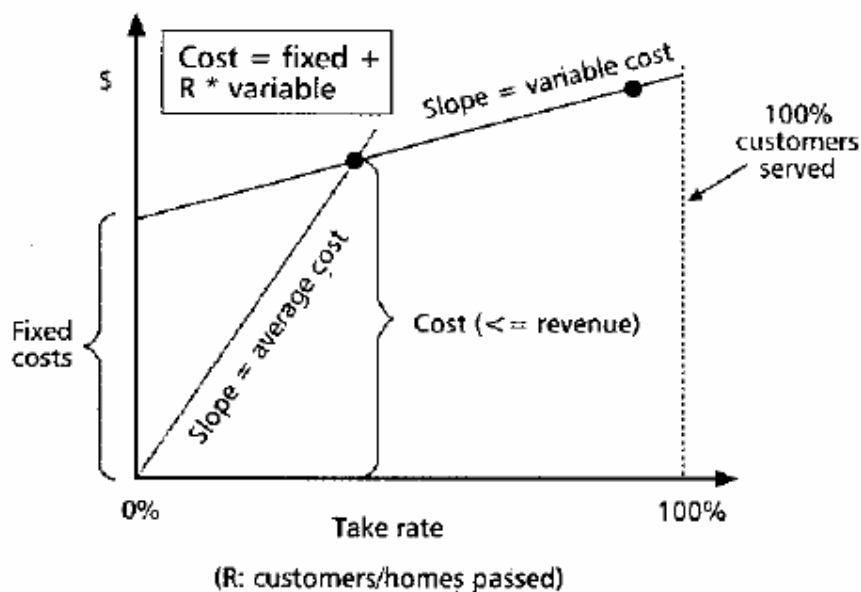 $
Cost = fixed +
R * variable
Slope = variable cost
100%
customers
served
Slope = average cost
Fixed
costs
Cost (<= revenue)
0%
Take rate
100%
(R: customers/homes passed)